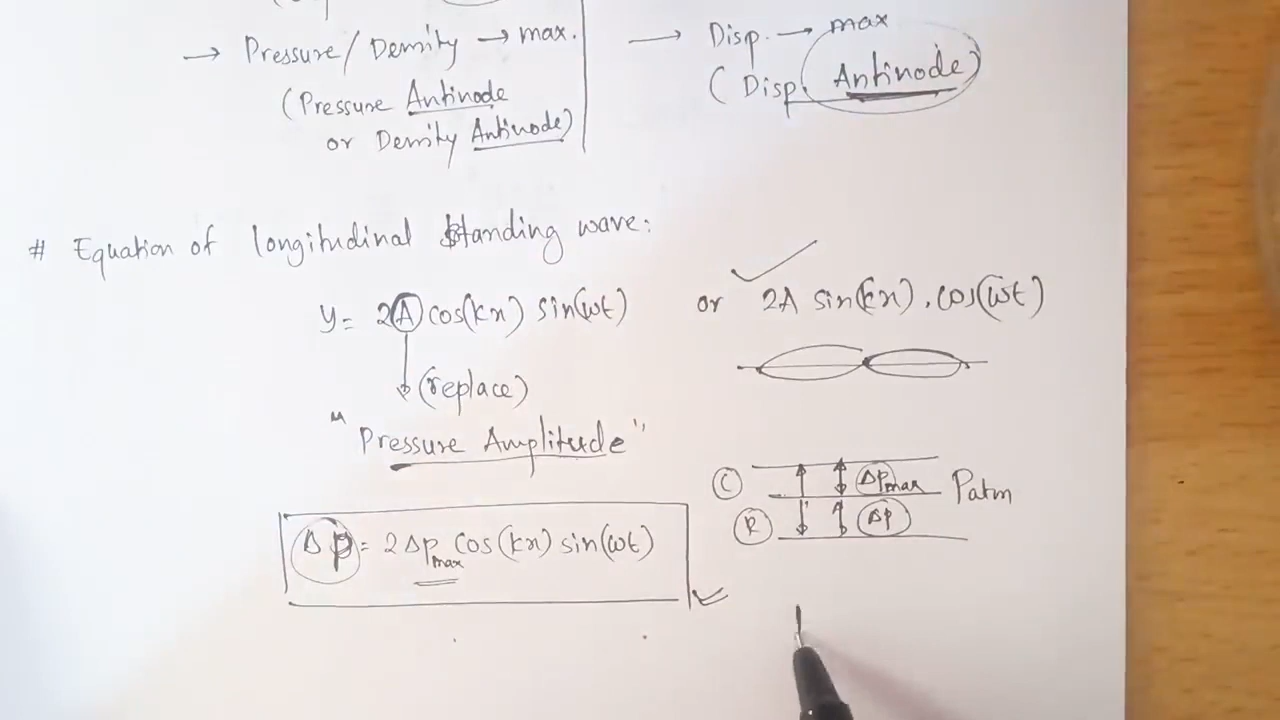 → Pressure/Density → max.
(Pressure Antinode
or Density Antinode)
→ Disp. → max
(Disp. Antinode)
# Equation of longitudinal standing wave:
y = 2A cos(kx) sin(ωt) or 2A sin(kx). cos(ωt)
(replace)
"Pressure Amplitude"
C Δpmax Patm
R Δp
Δp = 2Δpmax cos(kx) sin(ωt)